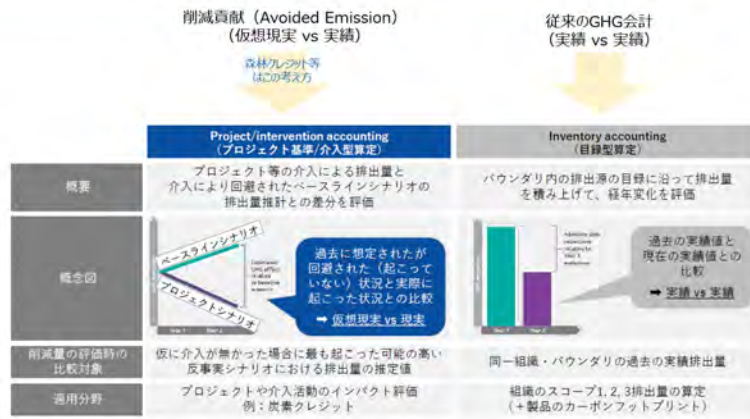 削減貢献（Avoided Emission）
（仮想現実 vs 実績）
従来のGHG会計
（実績 vs 実績）
森林クレジット等
はこの考え方
Project/intervention accounting
（プロジェクト基準/介入型算定）
Inventory accounting
（目録型算定）
概要
プロジェクト等の介入による排出量と
介入により回避されたベースラインシナリオの
排出量推計との差分を評価
バウンダリ内の排出源の目録に沿って排出量
を積み上げて、経年変化を評価
概念図
ベースラインシナリオ
プロジェクトシナリオ
Year 1
Year 2
過去に想定されたが
回避された（起こって
いない）状況と実際に
起こった状況との比較
➡ 仮想現実 vs 現実
Year 1
Year 2
過去の実績値と
現在の実績値との
比較
➡ 実績 vs 実績
削減量の評価時の
比較対象
仮に介入が無かった場合に最も起こった可能の高い
反事実シナリオにおける排出量の推定値
同一組織・バウンダリの過去の実績排出量
適用分野
プロジェクトや介入活動のインパクト評価
例：炭素クレジット
組織のスコープ1, 2, 3排出量の算定
（＋製品のカーボンフットプリント）